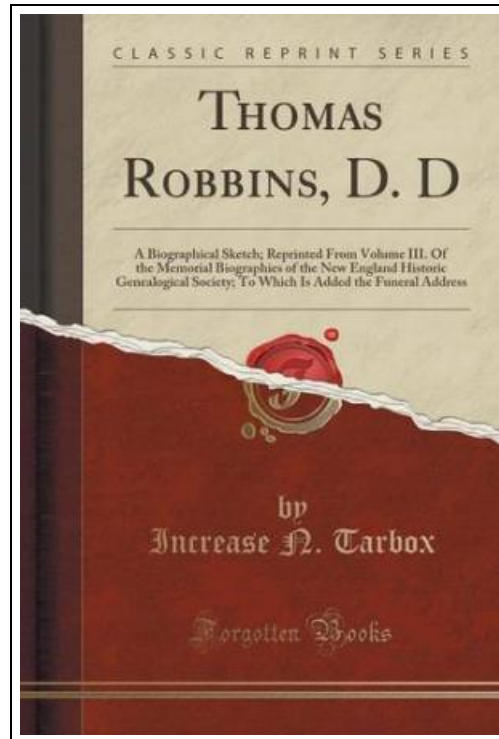 CLASSIC REPRINT SERIES
THOMAS
ROBBINS, D. D
A Biographical Sketch; Reprinted From Volume III. Of
the Memorial Biographies of the New England Historic
Genealogical Society; To Which Is Added the Funeral Address
by
Increase N. Tarbox
Forgotten Books